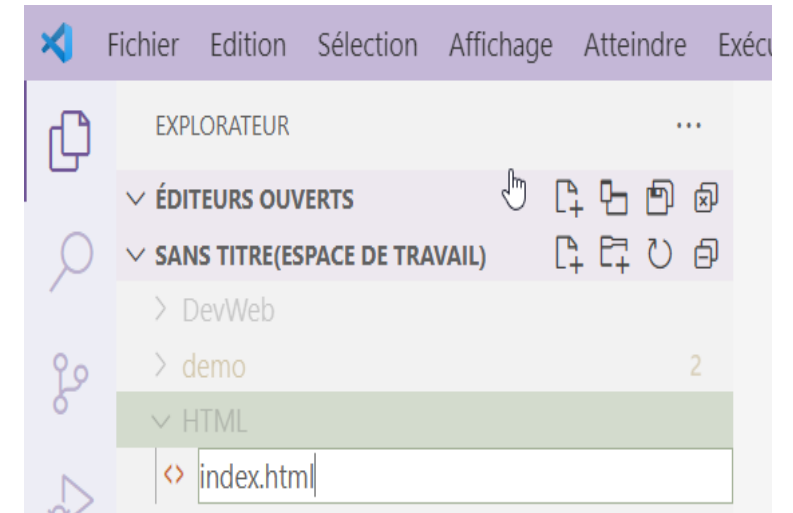 Fichier Edition Sélection Affichage Atteindre Exécu
EXPLORATEUR
ÉDITEURS OUVERTS
SANS TITRE(ESPACE DE TRAVAIL)
DevWeb
demo 2
HTML
index.html